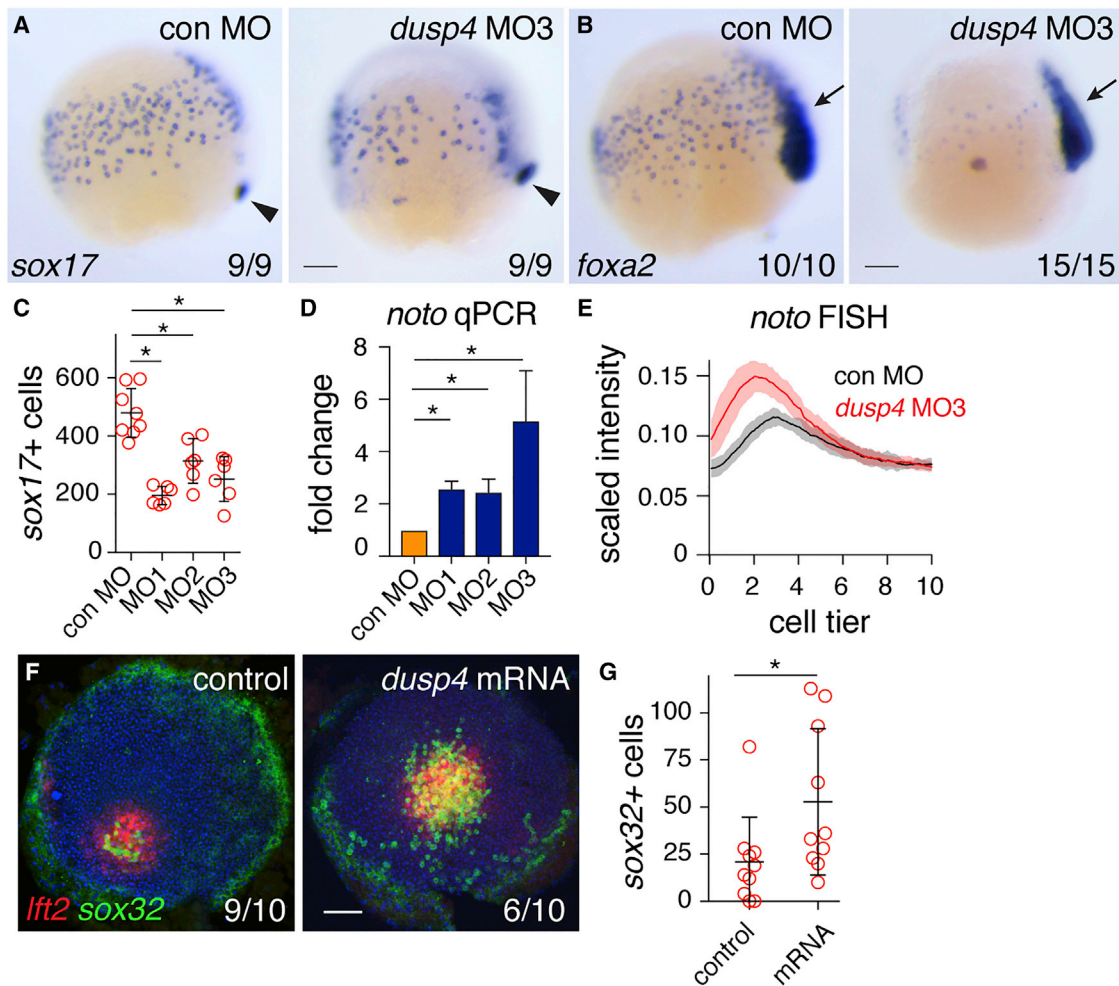 A con MO dusp4 MO3 B con MO dusp4 MO3
sox17 9/9 9/9 foxa2 10/10 15/15
C
sox17+ cells
600
400
200
0
con MO MO1 MO2 MO3
* * *
D noto qPCR
fold change
8
6
4
2
0
con MO MO1 MO2 MO3
* * *
E noto FISH
scaled intensity
0.15
0.10
0.05
0
con MO
dusp4 MO3
0 2 4 6 8 10
cell tier
F control dusp4 mRNA
lft2 sox32 9/10 6/10
G
*
sox32+ cells
100
75
50
25
0
control mRNA